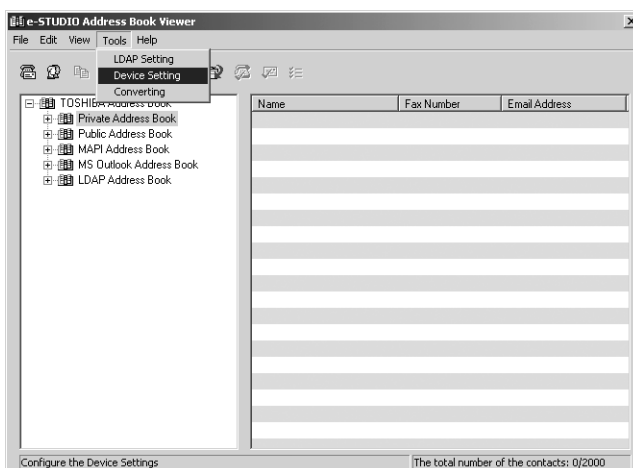 e-STUDIO Address Book Viewer
File Edit View Tools Help
LDAP Setting
Device Setting
Converting
TOSHIBA Address Book
Private Address Book
Public Address Book
MAPI Address Book
MS Outlook Address Book
LDAP Address Book
Name Fax Number Email Address
Configure the Device Settings
The total number of the contacts: 0/2000